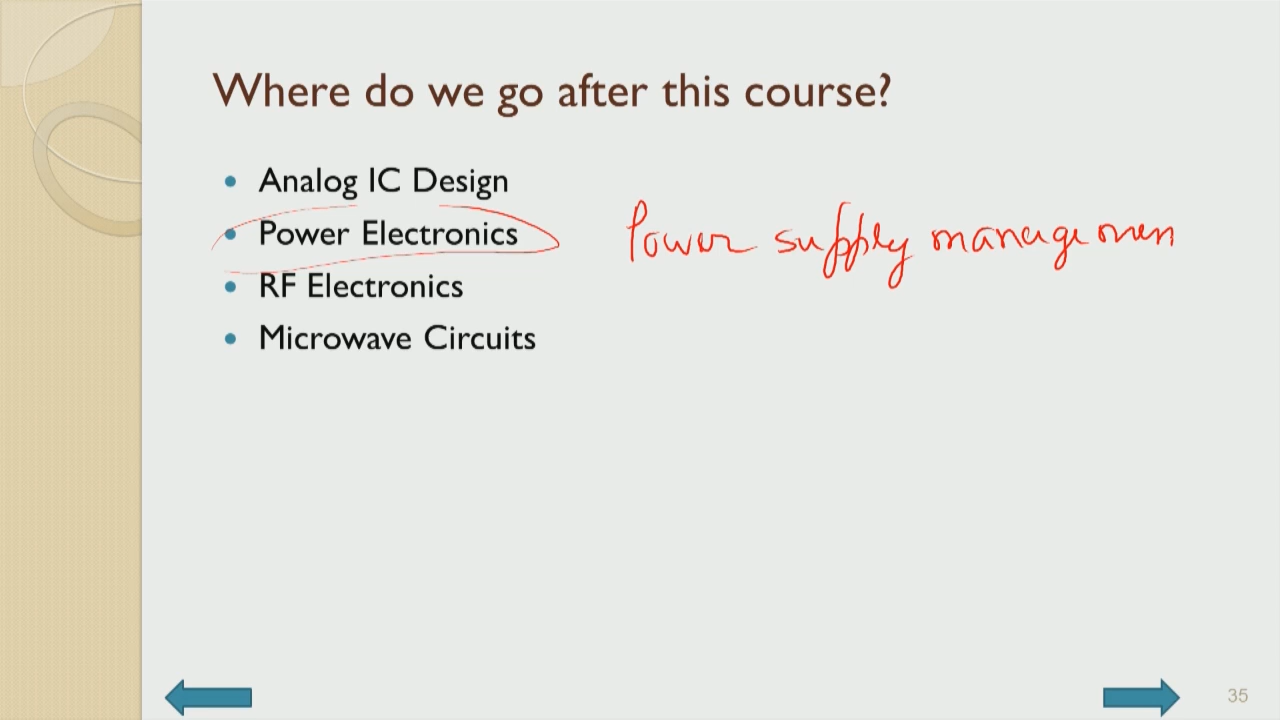 Where do we go after this course?
• Analog IC Design
• Power Electronics Power supply managemen
• RF Electronics
• Microwave Circuits
35